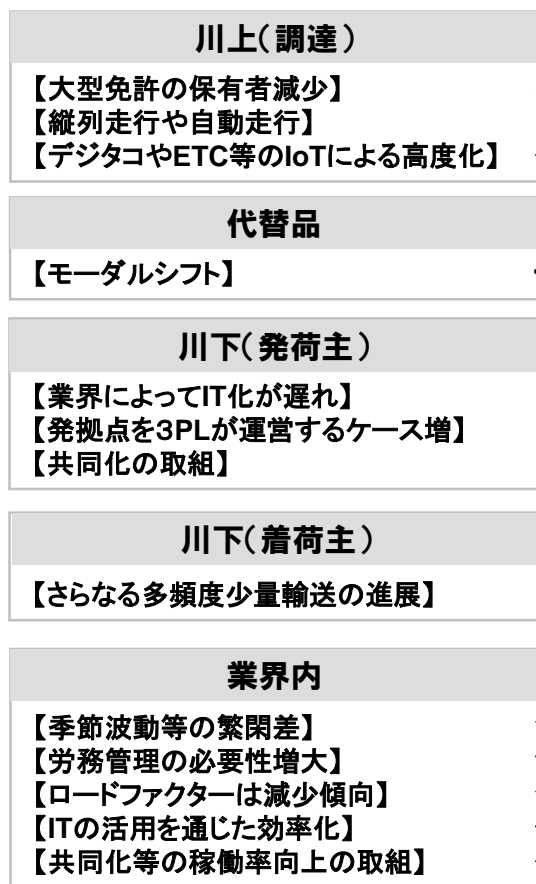 川上（調達）
【大型免許の保有者減少】
【縦列走行や自動走行】
【デジタコやETC等のIoTによる高度化】
代替品
【モーダルシフト】
川下（発荷主）
【業界によってIT化が遅れ】
【発拠点を3PLが運営するケース増】
【共同化の取組】
川下（着荷主）
【さらなる多頻度少量輸送の進展】
業界内
【季節波動等の繁閑差】
【労務管理の必要性増大】
【ロードファクターは減少傾向】
【ITの活用を通じた効率化】
【共同化等の稼働率向上の取組】